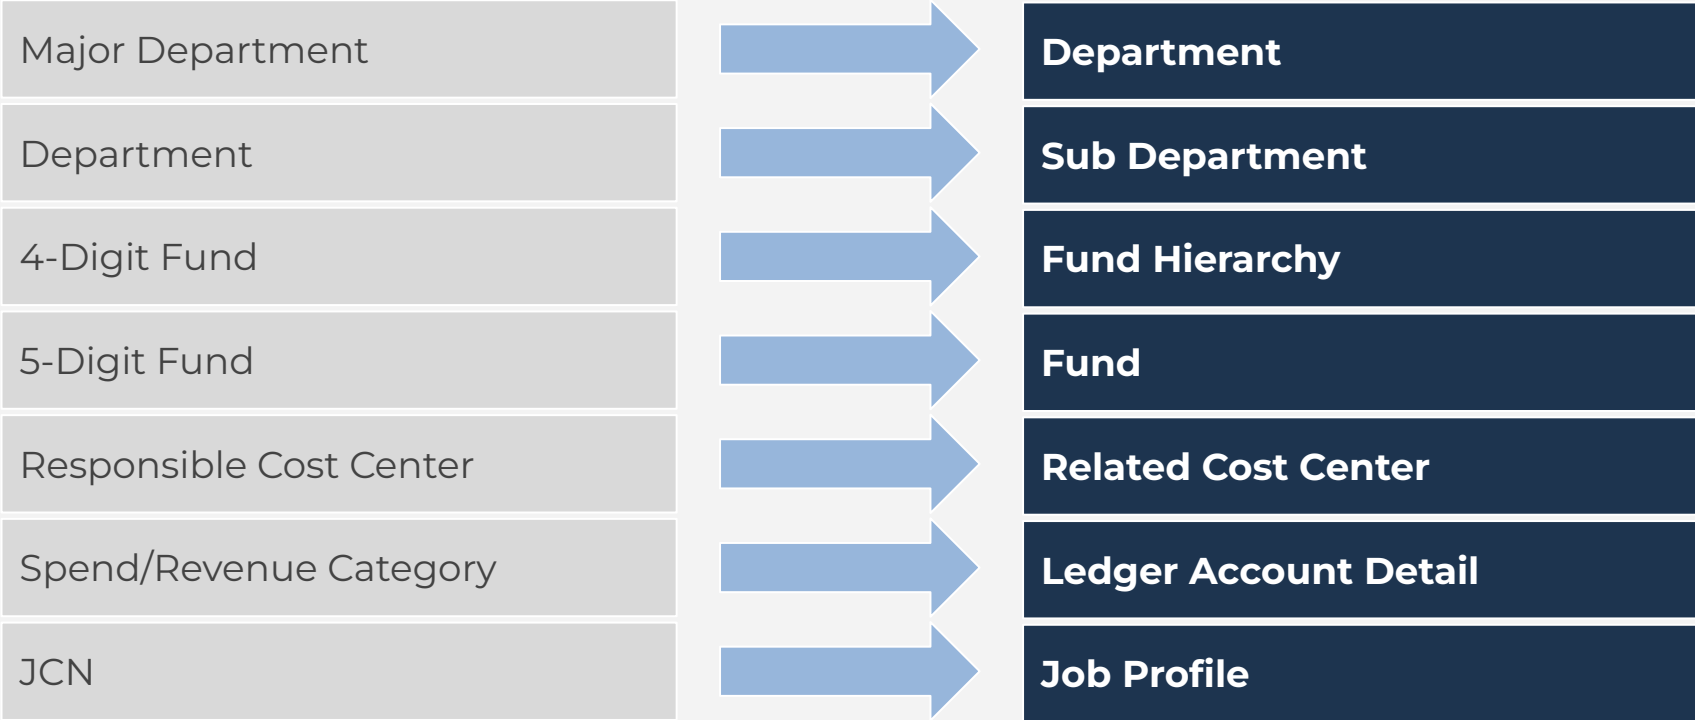 Major Department
Department
Department
Sub Department
4-Digit Fund
Fund Hierarchy
5-Digit Fund
Fund
Responsible Cost Center
Related Cost Center
Spend/Revenue Category
Ledger Account Detail
JCN
Job Profile